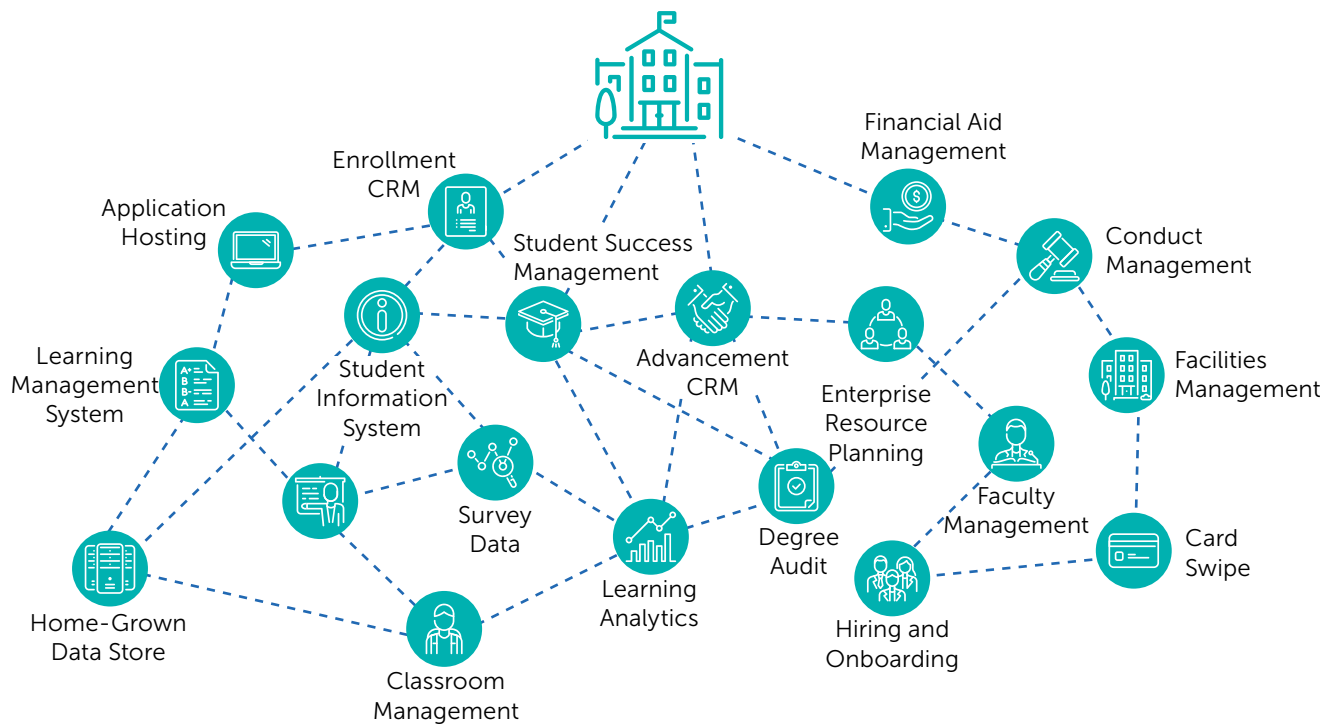 Financial Aid
Management
Enrollment
CRM
Application
Hosting
Student Success
Management
Conduct
Management
Learning
Management
System
Student
Information
System
Advancement
CRM
Enterprise
Resource
Planning
Facilities
Management
A+
B
B-
A
$
Survey
Data
Faculty
Management
Degree
Audit
Card
Swipe
Learning
Analytics
Home-Grown
Data Store
Hiring and
Onboarding
Classroom
Management